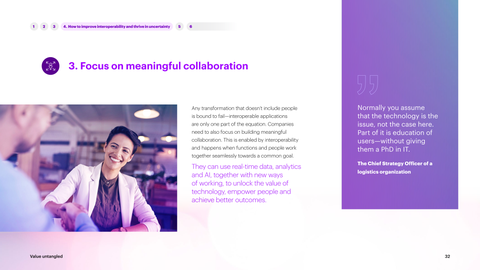 1 2 3 4. How to improve interoperability and thrive in uncertainty 5 6
3. Focus on meaningful collaboration
Any transformation that doesn't include people
is bound to fail—interoperable applications
are only one part of the equation. Companies
need to also focus on building meaningful
collaboration. This is enabled by interoperability
and happens when functions and people work
together seamlessly towards a common goal.
They can use real-time data, analytics
and AI, together with new ways
of working, to unlock the value of
technology, empower people and
achieve better outcomes.
Normally you assume
that the technology is the
issue, not the case here.
Part of it is education of
users—without giving
them a PhD in IT.
The Chief Strategy Officer of a
logistics organization
Value untangled
32